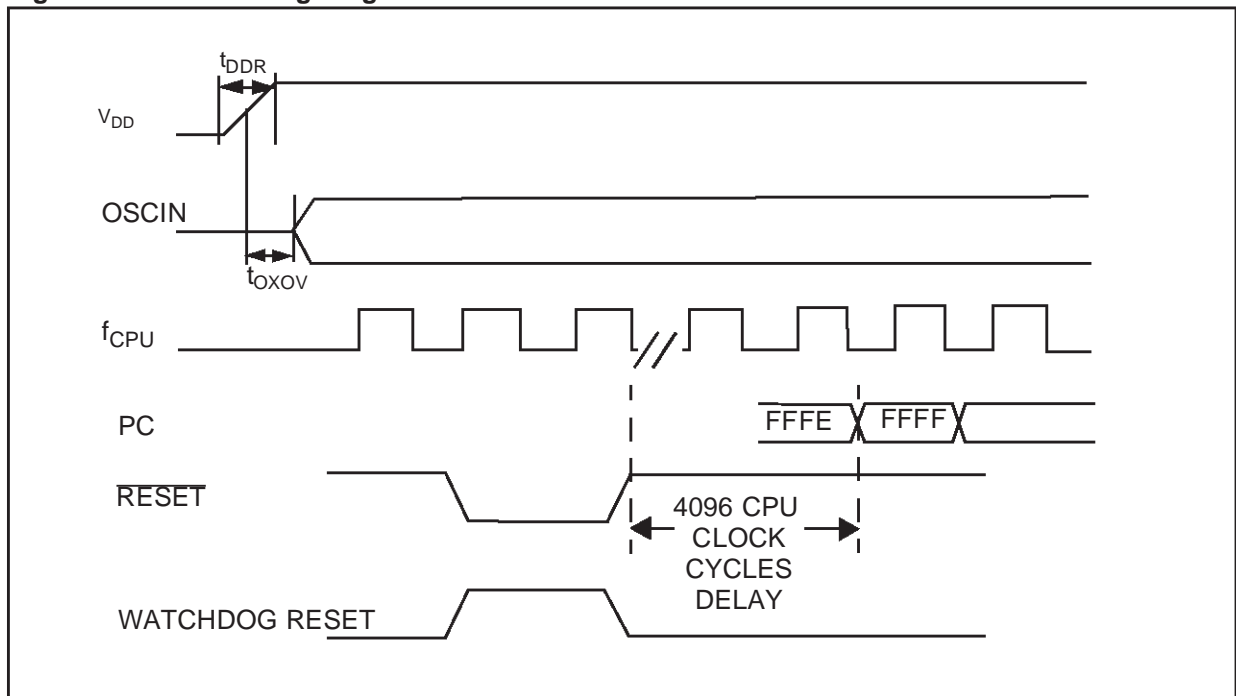 tDDR
VDD
OSCIN
tOXOV
fCPU
PC
FFFE
FFFF
RESET
4096 CPU
CLOCK
CYCLES
DELAY
WATCHDOG RESET